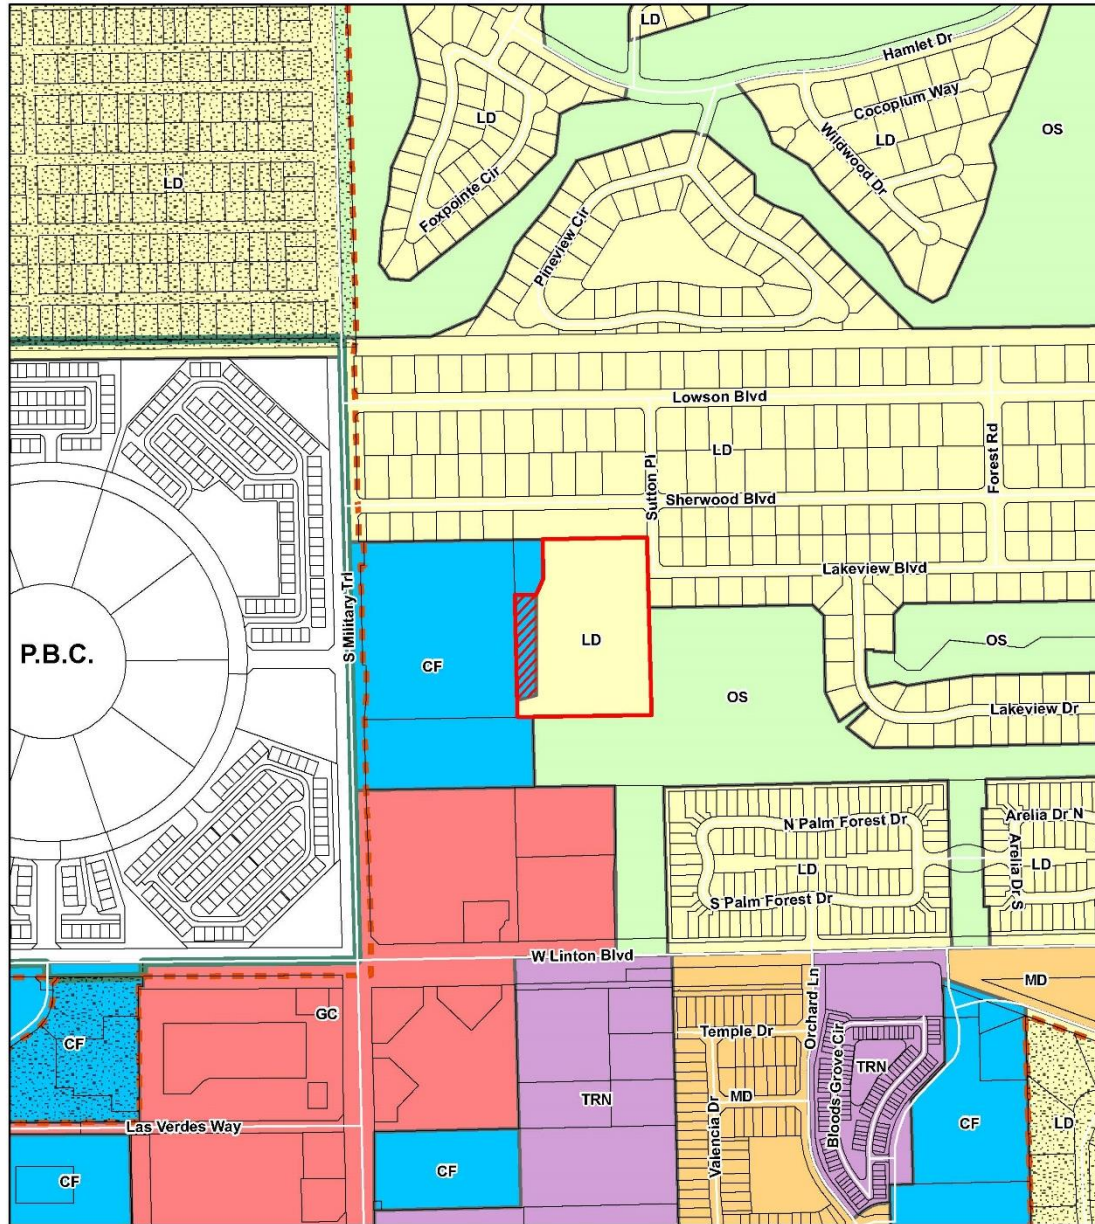 LD
Hamlet Dr
Cocoplum Way
LD
LD
OS
Wildwood Dr
LD
Foxpointe Cir
Pineview Cir
Lowson Blvd
LD
Forest Rd
Sutton Pl
Sherwood Blvd
Lakeview Blvd
S Military Trl
P.B.C.
CF
LD
OS
OS
Lakeview Dr
N Palm Forest Dr
Arelia Dr N
LD
LD
Arelia Dr S
S Palm Forest Dr
W Linton Blvd
MD
GC
Orchard Ln
Temple Dr
CF
Bloods Grove Cir
TRN
TRN
MD
Valencia Dr
Las Verdes Way
CF
LD
CF
CF